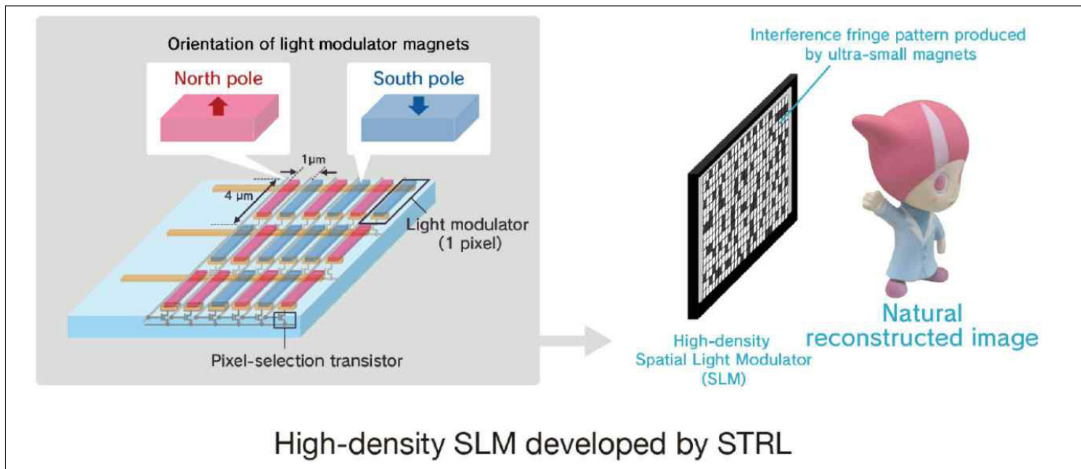 Orientation of light modulator magnets
North pole
South pole
1μm
4 μm
Light modulator
(1 pixel)
Pixel-selection transistor
Interference fringe pattern produced
by ultra-small magnets
High-density
Spatial Light Modulator
(SLM)
Natural
reconstructed image
High-density SLM developed by STRL